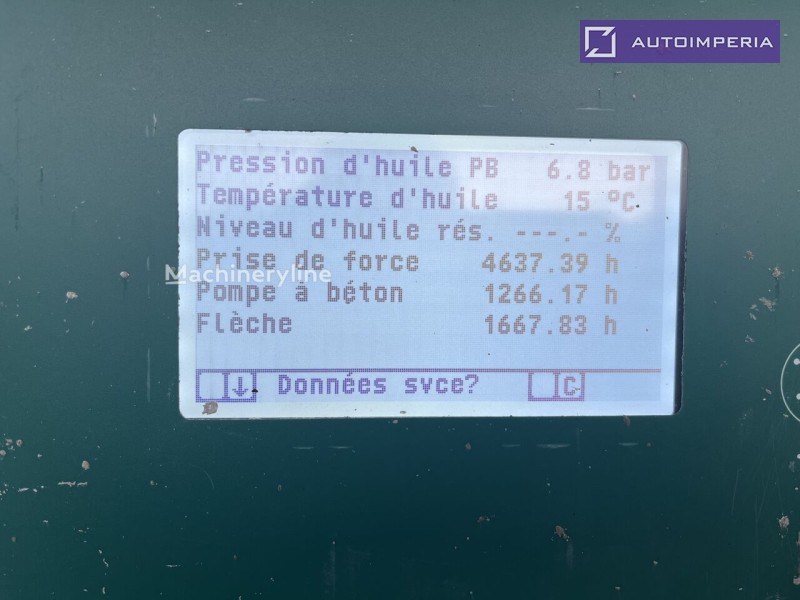 AUTOIMPERIA
Pression d'huile PB 6.8 bar
Température d'huile 15 °C
Niveau d'huile rés. ---.- %
Prise de force 4637.39 h
Machineryline
Pompe à béton 1266.17 h
Flèche 1667.83 h
↓ Données svce? C